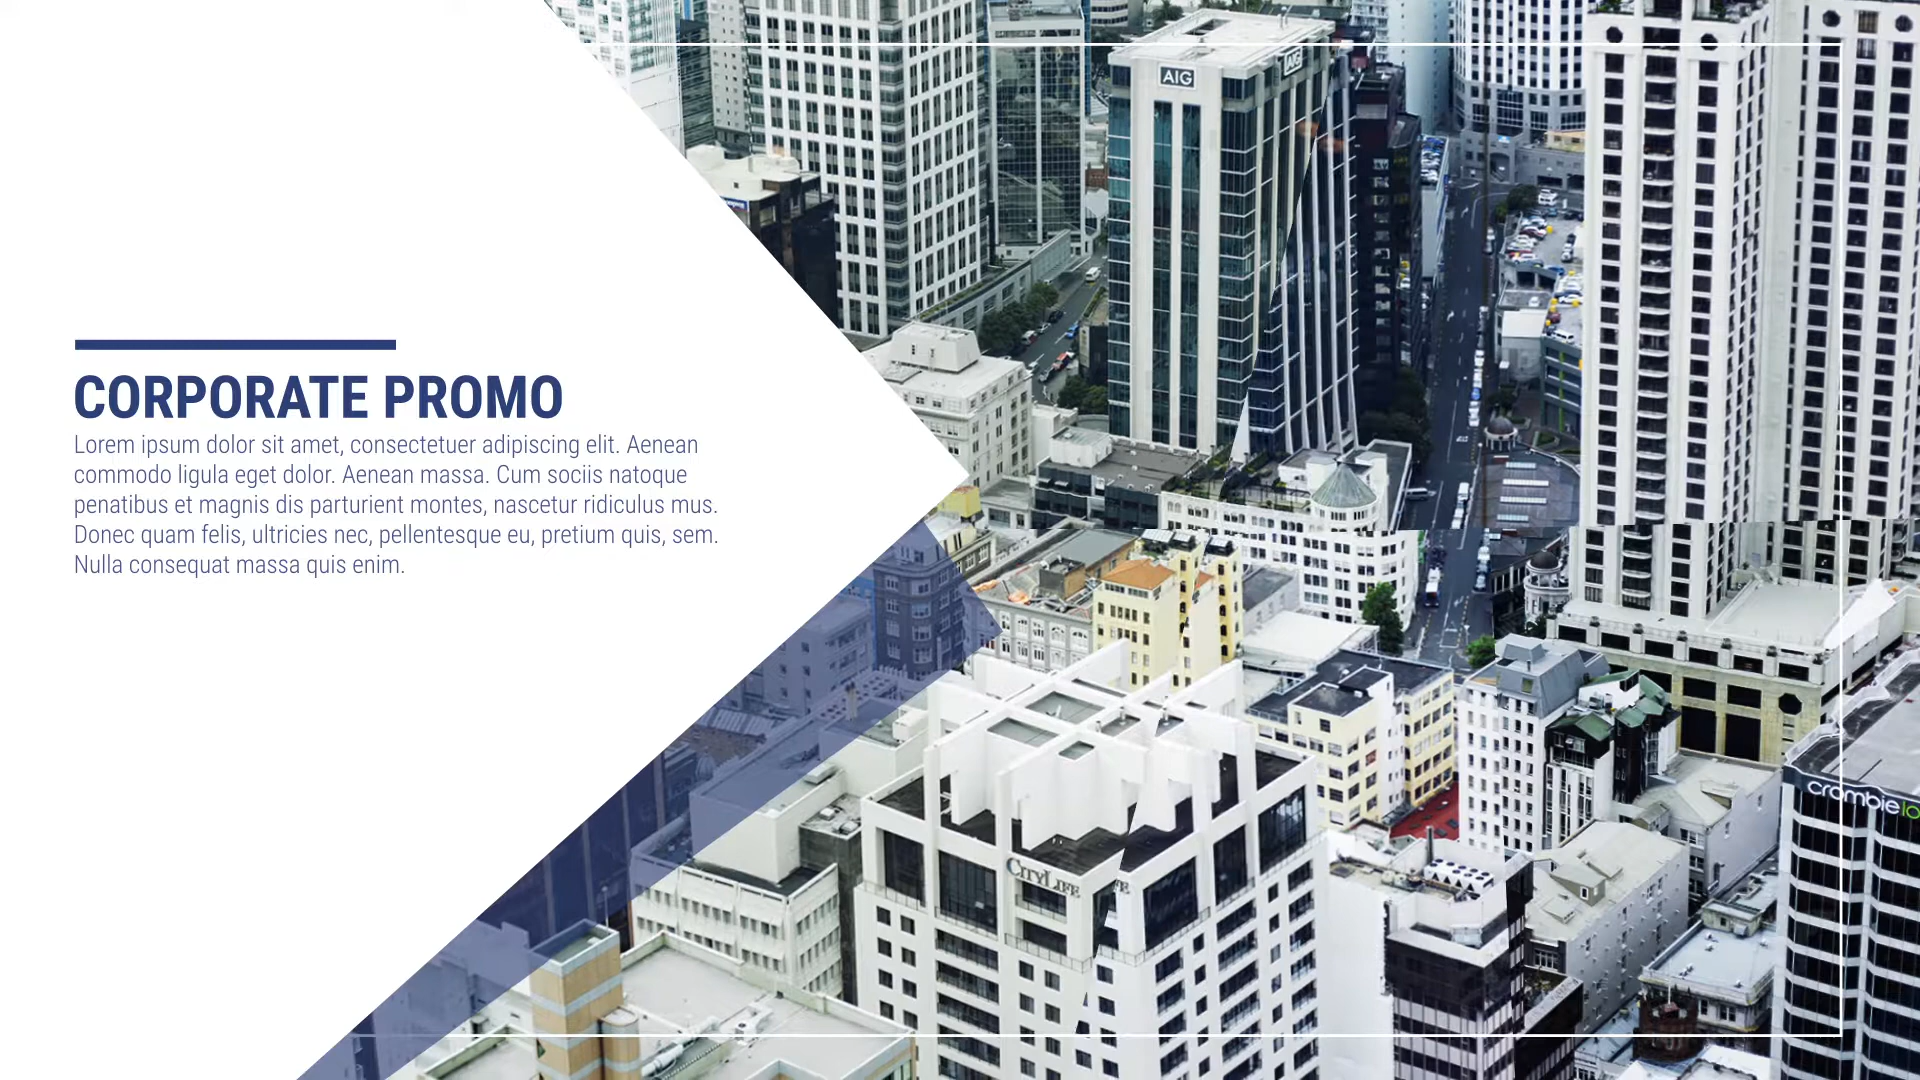 AIG
AIG
CORPORATE PROMO
Lorem ipsum dolor sit amet, consectetuer adipiscing elit. Aenean
commodo ligula eget dolor. Aenean massa. Cum sociis natoque
penatibus et magnis dis parturient montes, nascetur ridiculus mus.
Donec quam felis, ultricies nec, pellentesque eu, pretium quis, sem.
Nulla consequat massa quis enim.
crombielo
CITYLIFE
FE